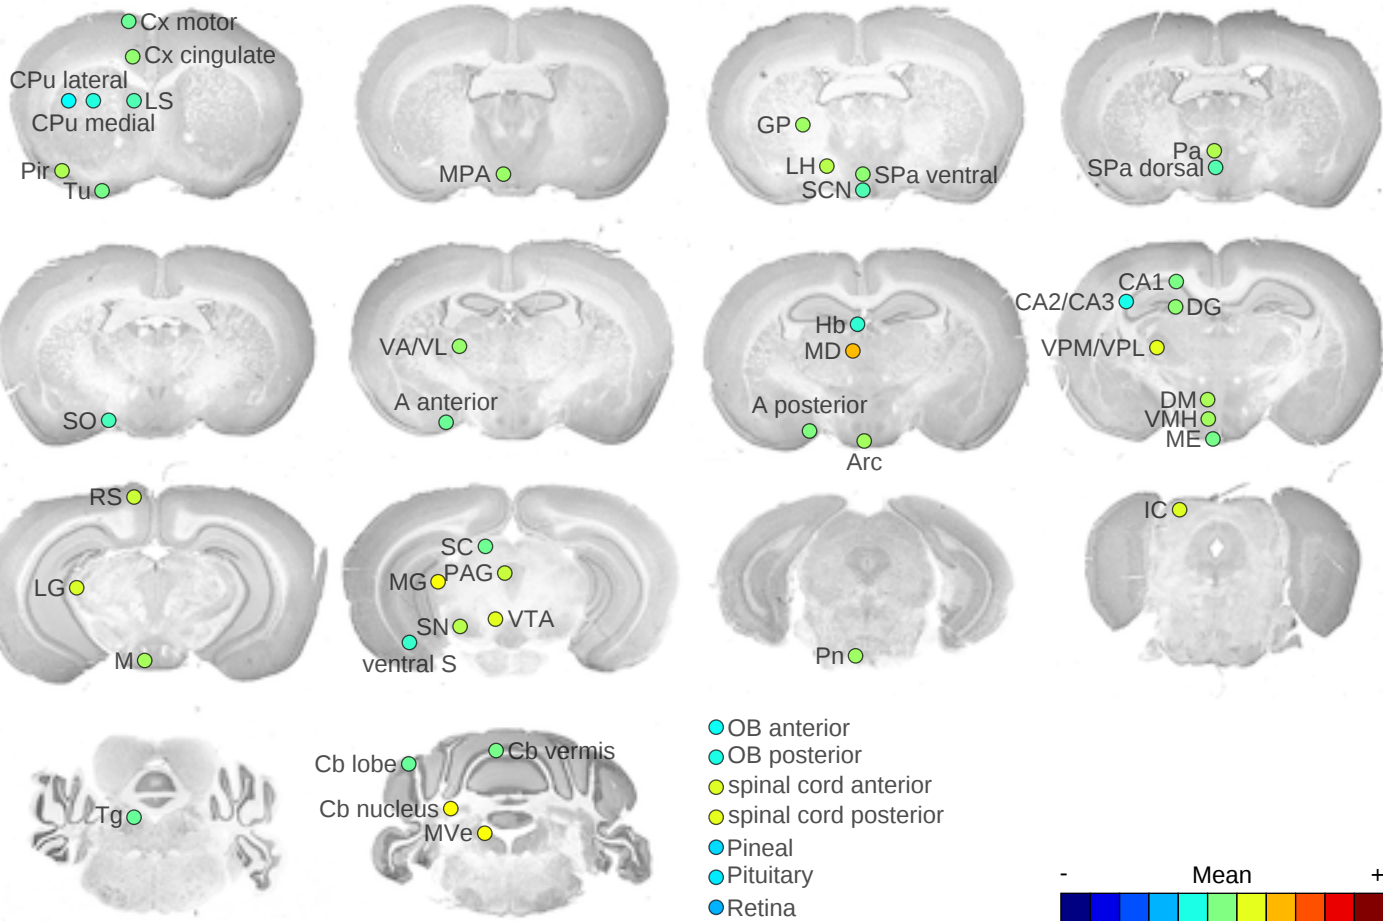 Cx motor
Cx cingulate
CPu lateral
LS
CPu medial
Pir
Tu
MPA
GP
LH
SPa ventral
SCN
Pa
SPa dorsal
SO
VA/VL
A anterior
Hb
MD
A posterior
Arc
CA1
CA2/CA3
DG
VPM/VPL
DM
VMH
ME
RS
LG
M
SC
MG
PAG
SN
VTA
ventral S
Pn
IC
Tg
Cb lobe
Cb vermis
Cb nucleus
MVe
OB anterior
OB posterior
spinal cord anterior
spinal cord posterior
Pineal
Pituitary
Retina
- Mean +